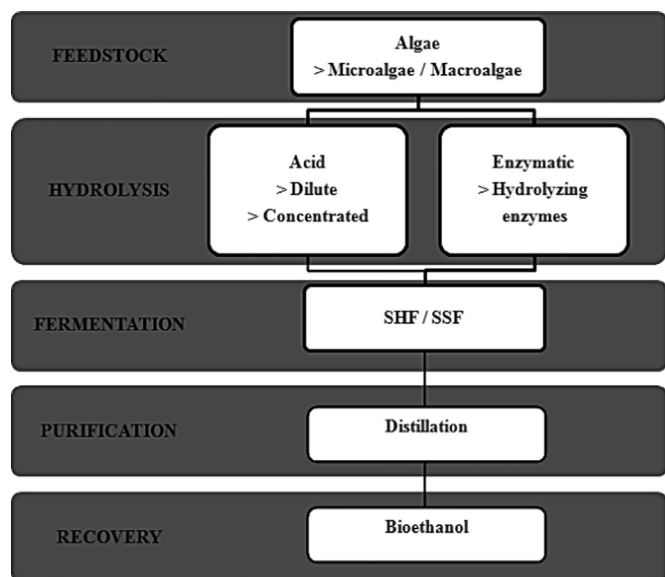 FEEDSTOCK
Algae
> Microalgae / Macroalgae
HYDROLYSIS
Acid
> Dilute
> Concentrated
Enzymatic
> Hydrolyzing
enzymes
FERMENTATION
SHF / SSF
PURIFICATION
Distillation
RECOVERY
Bioethanol